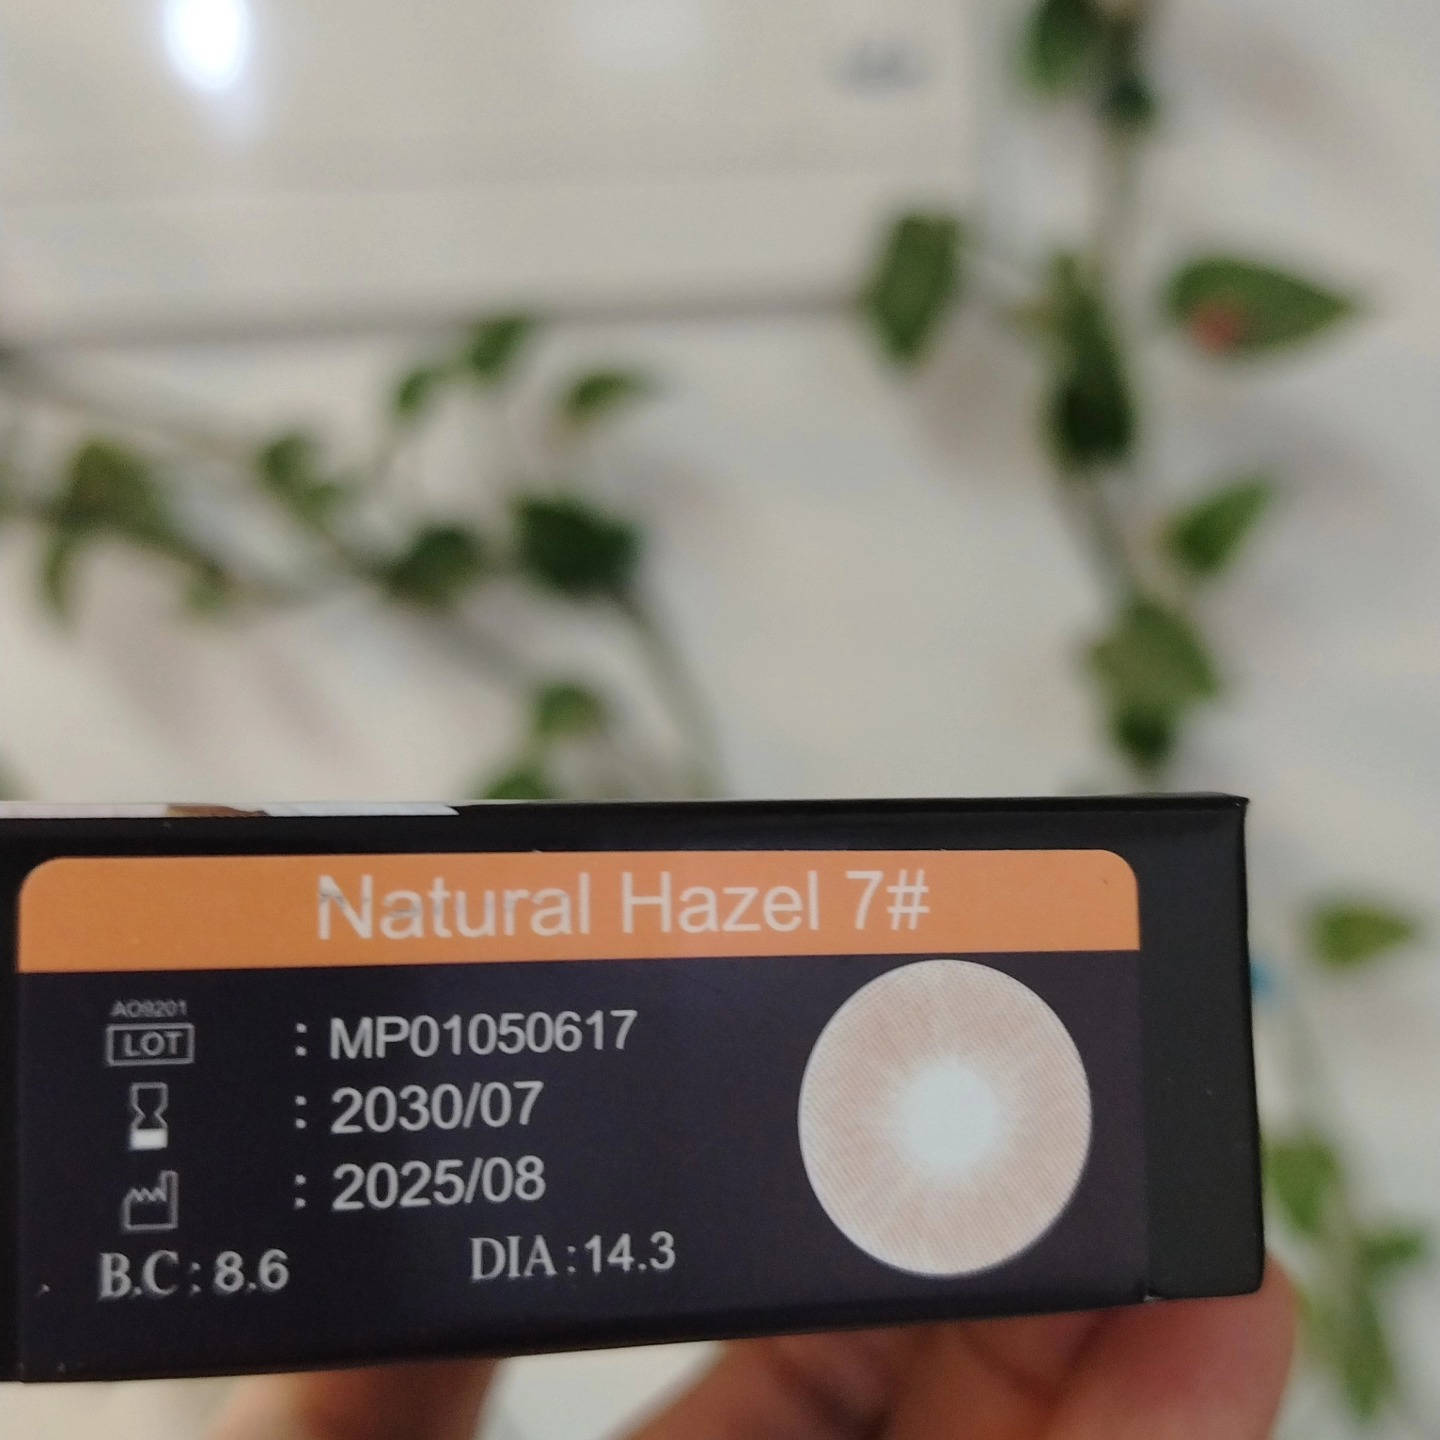 Natural Hazel 7#
AO9201
LOT : MP01050617
: 2030/07
: 2025/08
B.C : 8.6 DIA : 14.3